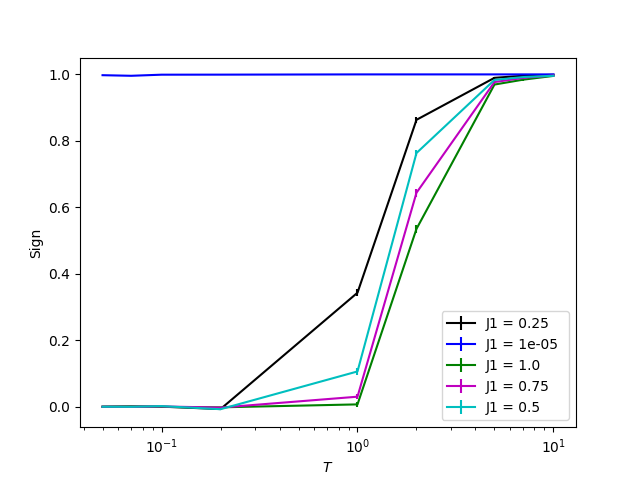 1.0
0.8
0.6
0.4
0.2
0.0
Sign
J1 = 0.25
J1 = 1e-05
J1 = 1.0
J1 = 0.75
J1 = 0.5
10⁻¹
10⁰
10¹
T